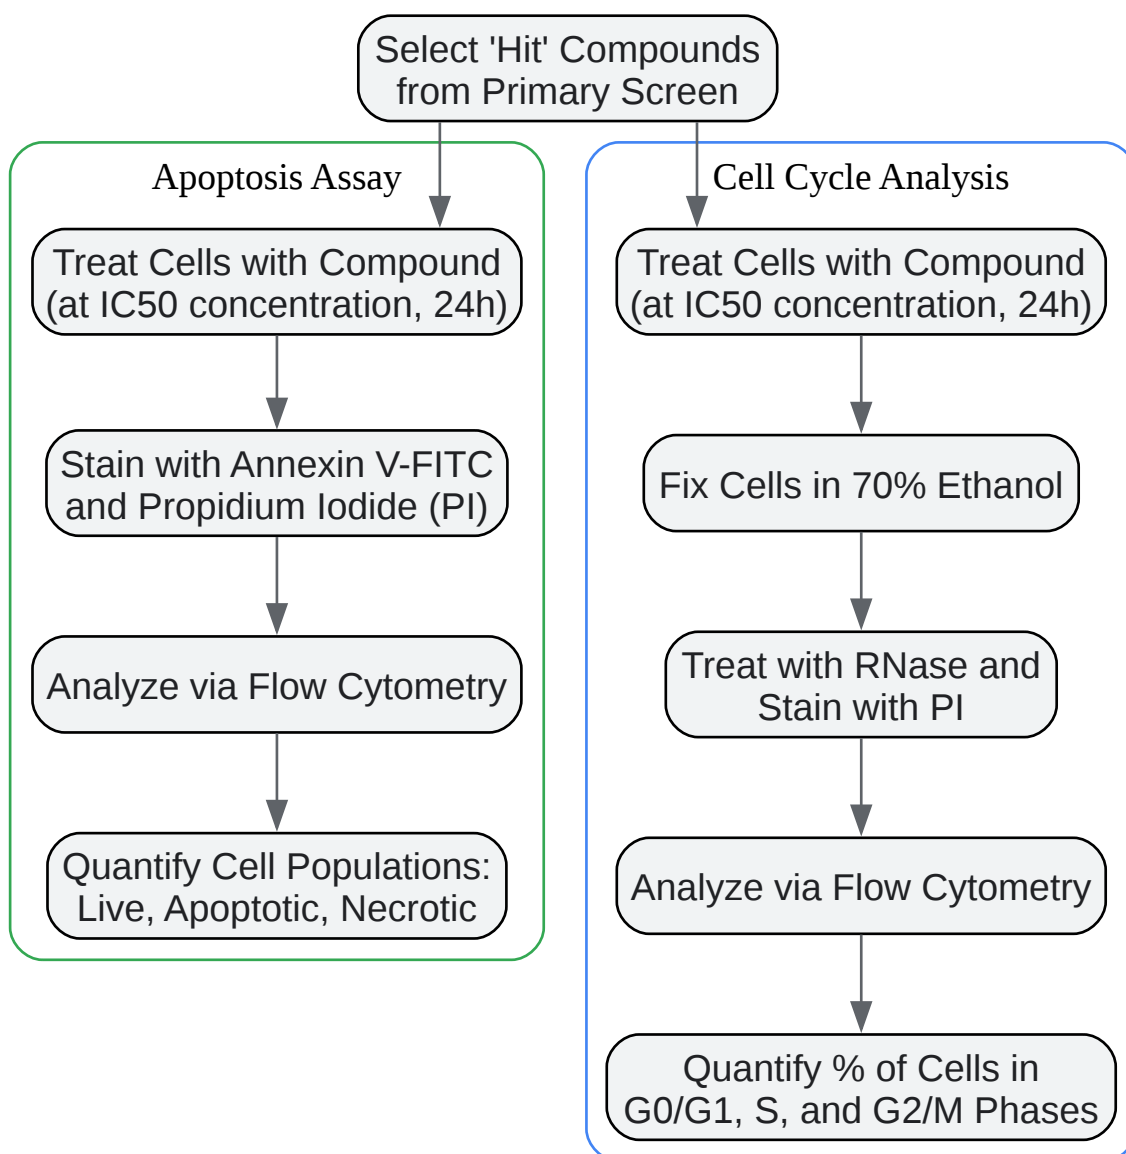 Select 'Hit' Compounds
from Primary Screen
Apoptosis Assay
Treat Cells with Compound
(at IC50 concentration, 24h)
Stain with Annexin V-FITC
and Propidium Iodide (PI)
Analyze via Flow Cytometry
Quantify Cell Populations:
Live, Apoptotic, Necrotic
Cell Cycle Analysis
Treat Cells with Compound
(at IC50 concentration, 24h)
Fix Cells in 70% Ethanol
Treat with RNase and
Stain with PI
Analyze via Flow Cytometry
Quantify % of Cells in
G0/G1, S, and G2/M Phases